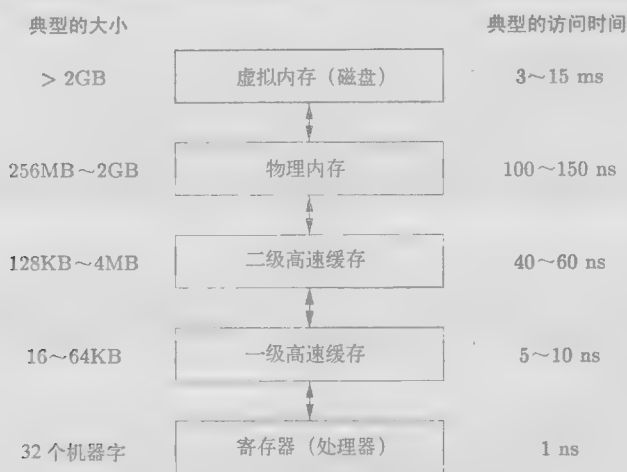 典型的大小 典型的访问时间
> 2GB 虚拟内存（磁盘） 3～15 ms
256MB～2GB 物理内存 100～150 ns
128KB～4MB 二级高速缓存 40～60 ns
16～64KB 一级高速缓存 5～10 ns
32 个机器字 寄存器（处理器） 1 ns